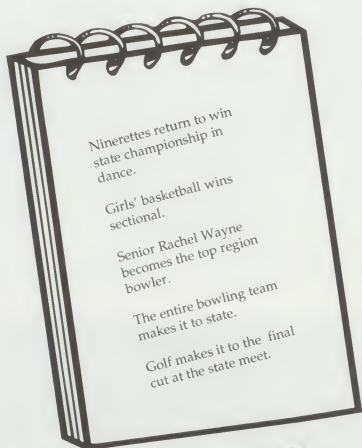 Ninerettes return to win
state championship in
dance.
Girls' basketball wins
sectional.
Senior Rachel Wayne
becomes the top region
bowler.
The entire bowling team
makes it to state.
Golf makes it to the final
cut at the state meet.